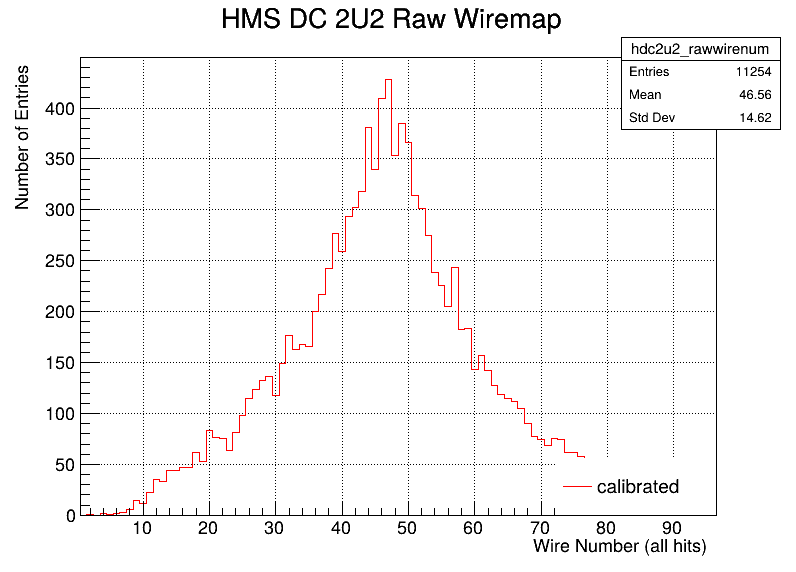 HMS DC 2U2 Raw Wiremap
hdc2u2_rawwirenum
Entries 11254
Mean 46.56
Std Dev 14.62
Number of Entries
400
350
300
250
200
150
100
50
0
calibrated
10 20 30 40 50 60 70 80 90
Wire Number (all hits)